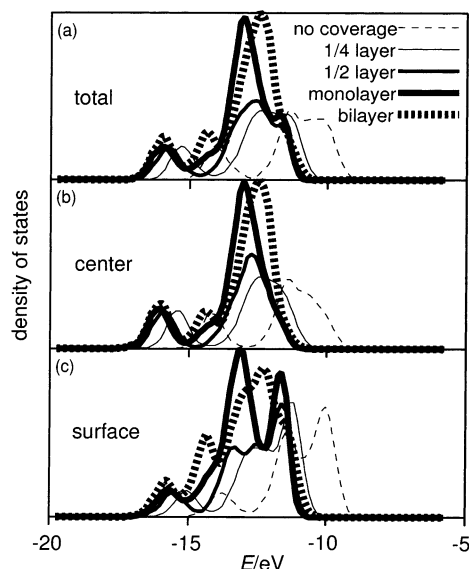 (a)
no coverage
1/4 layer
1/2 layer
monolayer
bilayer
total
(b)
center
(c)
surface
density of states
-20 -15 -10 -5
E/eV